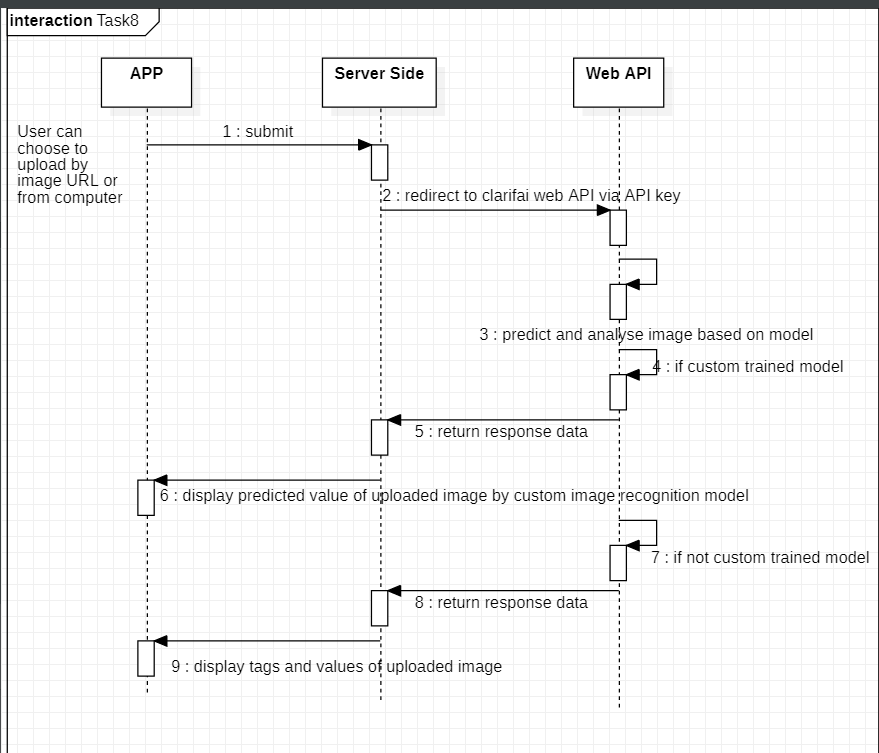 interaction Task8
APP
Server Side
Web API
User can
choose to
upload by
image URL or
from computer
1 : submit
2 : redirect to clarifai web API via API key
3 : predict and analyse image based on model
4 : if custom trained model
5 : return response data
6 : display predicted value of uploaded image by custom image recognition model
7 : if not custom trained model
8 : return response data
9 : display tags and values of uploaded image